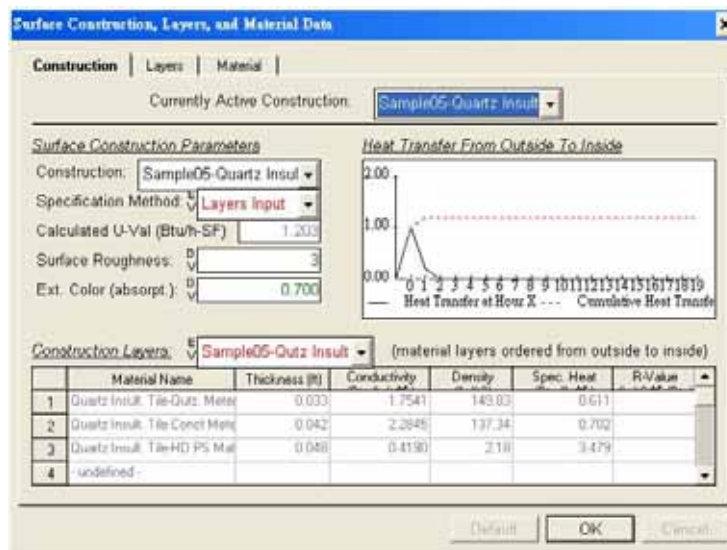 Surface Construction, Layers, and Material Data
Construction | Layers | Material |
Currently Active Construction: Sample05-Quartz Insult
Surface Construction Parameters
Construction: Sample05-Quartz Insul
Specification Method: Layers Input
Calculated U-Val (Btu/h-SF) 1.203
Surface Roughness: 3
Ext. Color (absorpt.): 0.700
Heat Transfer From Outside To Inside
2.00
1.00
0.00
0 1 2 3 4 5 6 7 8 9 10 11 12 13 14 15 16 17 18 19
Heat Transfer at Hour X Cumulative Heat Transfe
Construction Layers: Sample05-Qutz Insult (material layers ordered from outside to inside)
Material Name Thickness (ft) Conductivity Density Spec. Heat R-Value
1 Quartz Insult. Tile-Qutz. Mater 0.033 1.7541 0.611
2 Quartz Insult. Tile Conct Mate 0.042 2.2845 137.34 0.702
3 Quartz Insult. Tile-HD PS Mat 0.048 0.4190 2.18 3.479
4 - undefined -
Default OK Cancel